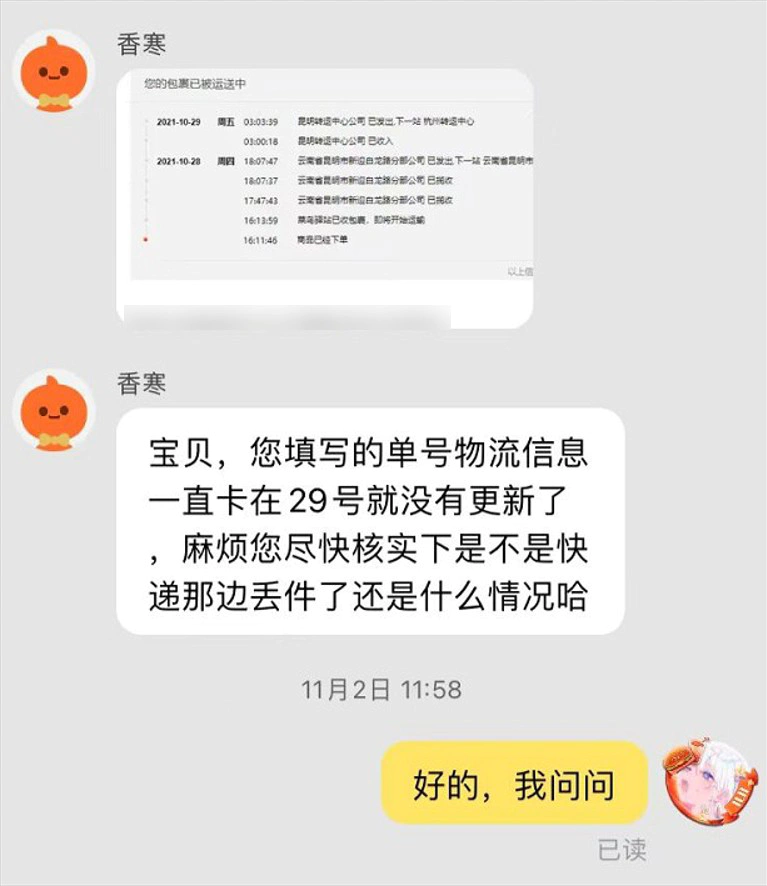 香寒
您的包裹已被运送中
2021-10-29 周五 03:03:39 昆明转运中心公司 已发出,下一站 杭州转运中心
03:00:18 昆明转运中心公司 已收入
2021-10-28 周四 18:07:47 云南省昆明市新迎白龙路分部公司 已发出,下一站 云南省昆明市
18:07:37 云南省昆明市新迎白龙路分部公司 已揽收
17:47:43 云南省昆明市新迎白龙路分部公司 已揽收
16:13:59 菜鸟驿站已收包裹，即将开始运输
16:11:46 商品已经下单
以上信
香寒
宝贝，您填写的单号物流信息
一直卡在29号就没有更新了
，麻烦您尽快核实下是不是快
递那边丢件了还是什么情况哈
11月2日 11:58
好的，我问问
已读